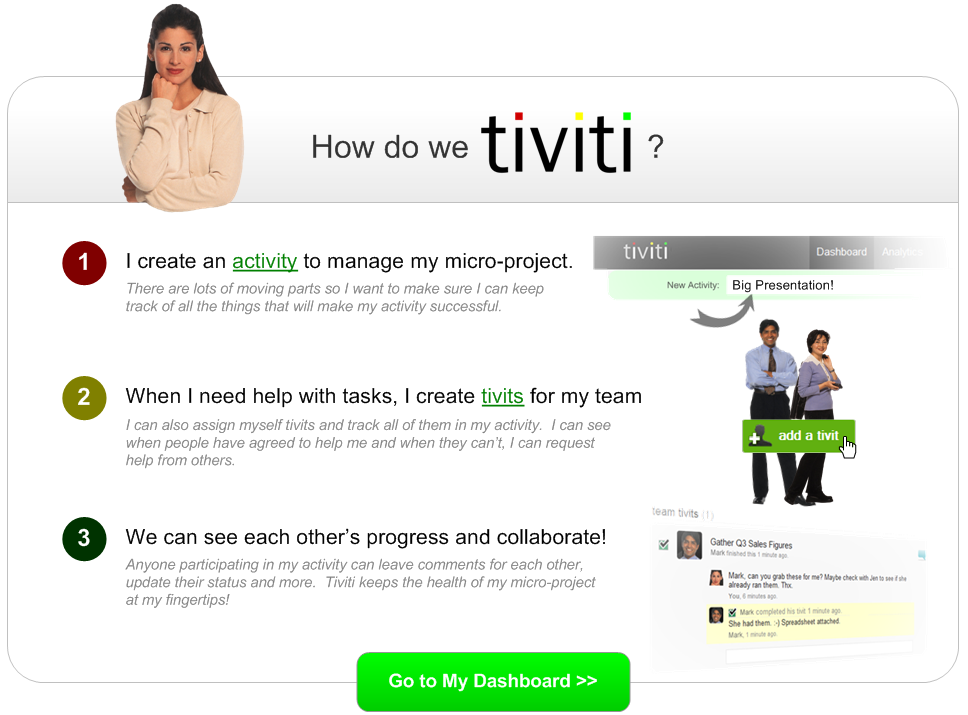 How do we tiviti ?
1 I create an activity to manage my micro-project.
There are lots of moving parts so I want to make sure I can keep
track of all the things that will make my activity successful.
tiviti Dashboard Analytics
New Activity: Big Presentation!
2 When I need help with tasks, I create tivits for my team
I can also assign myself tivits and track all of them in my activity. I can see
when people have agreed to help me and when they can't, I can request
help from others.
add a tivit
3 We can see each other's progress and collaborate!
Anyone participating in my activity can leave comments for each other,
update their status and more. Tiviti keeps the health of my micro-project
at my fingertips!
team tivits (1)
Gather Q3 Sales Figures
Mark finished this 1 minute ago.
Mark, can you grab these for me? Maybe check with Jen to see if she
already ran them. Thx.
You, 6 minutes ago.
Mark completed his tivit 1 minute ago.
She had them. :-) Spreadsheet attached.
Mark, 1 minute ago.
Go to My Dashboard >>